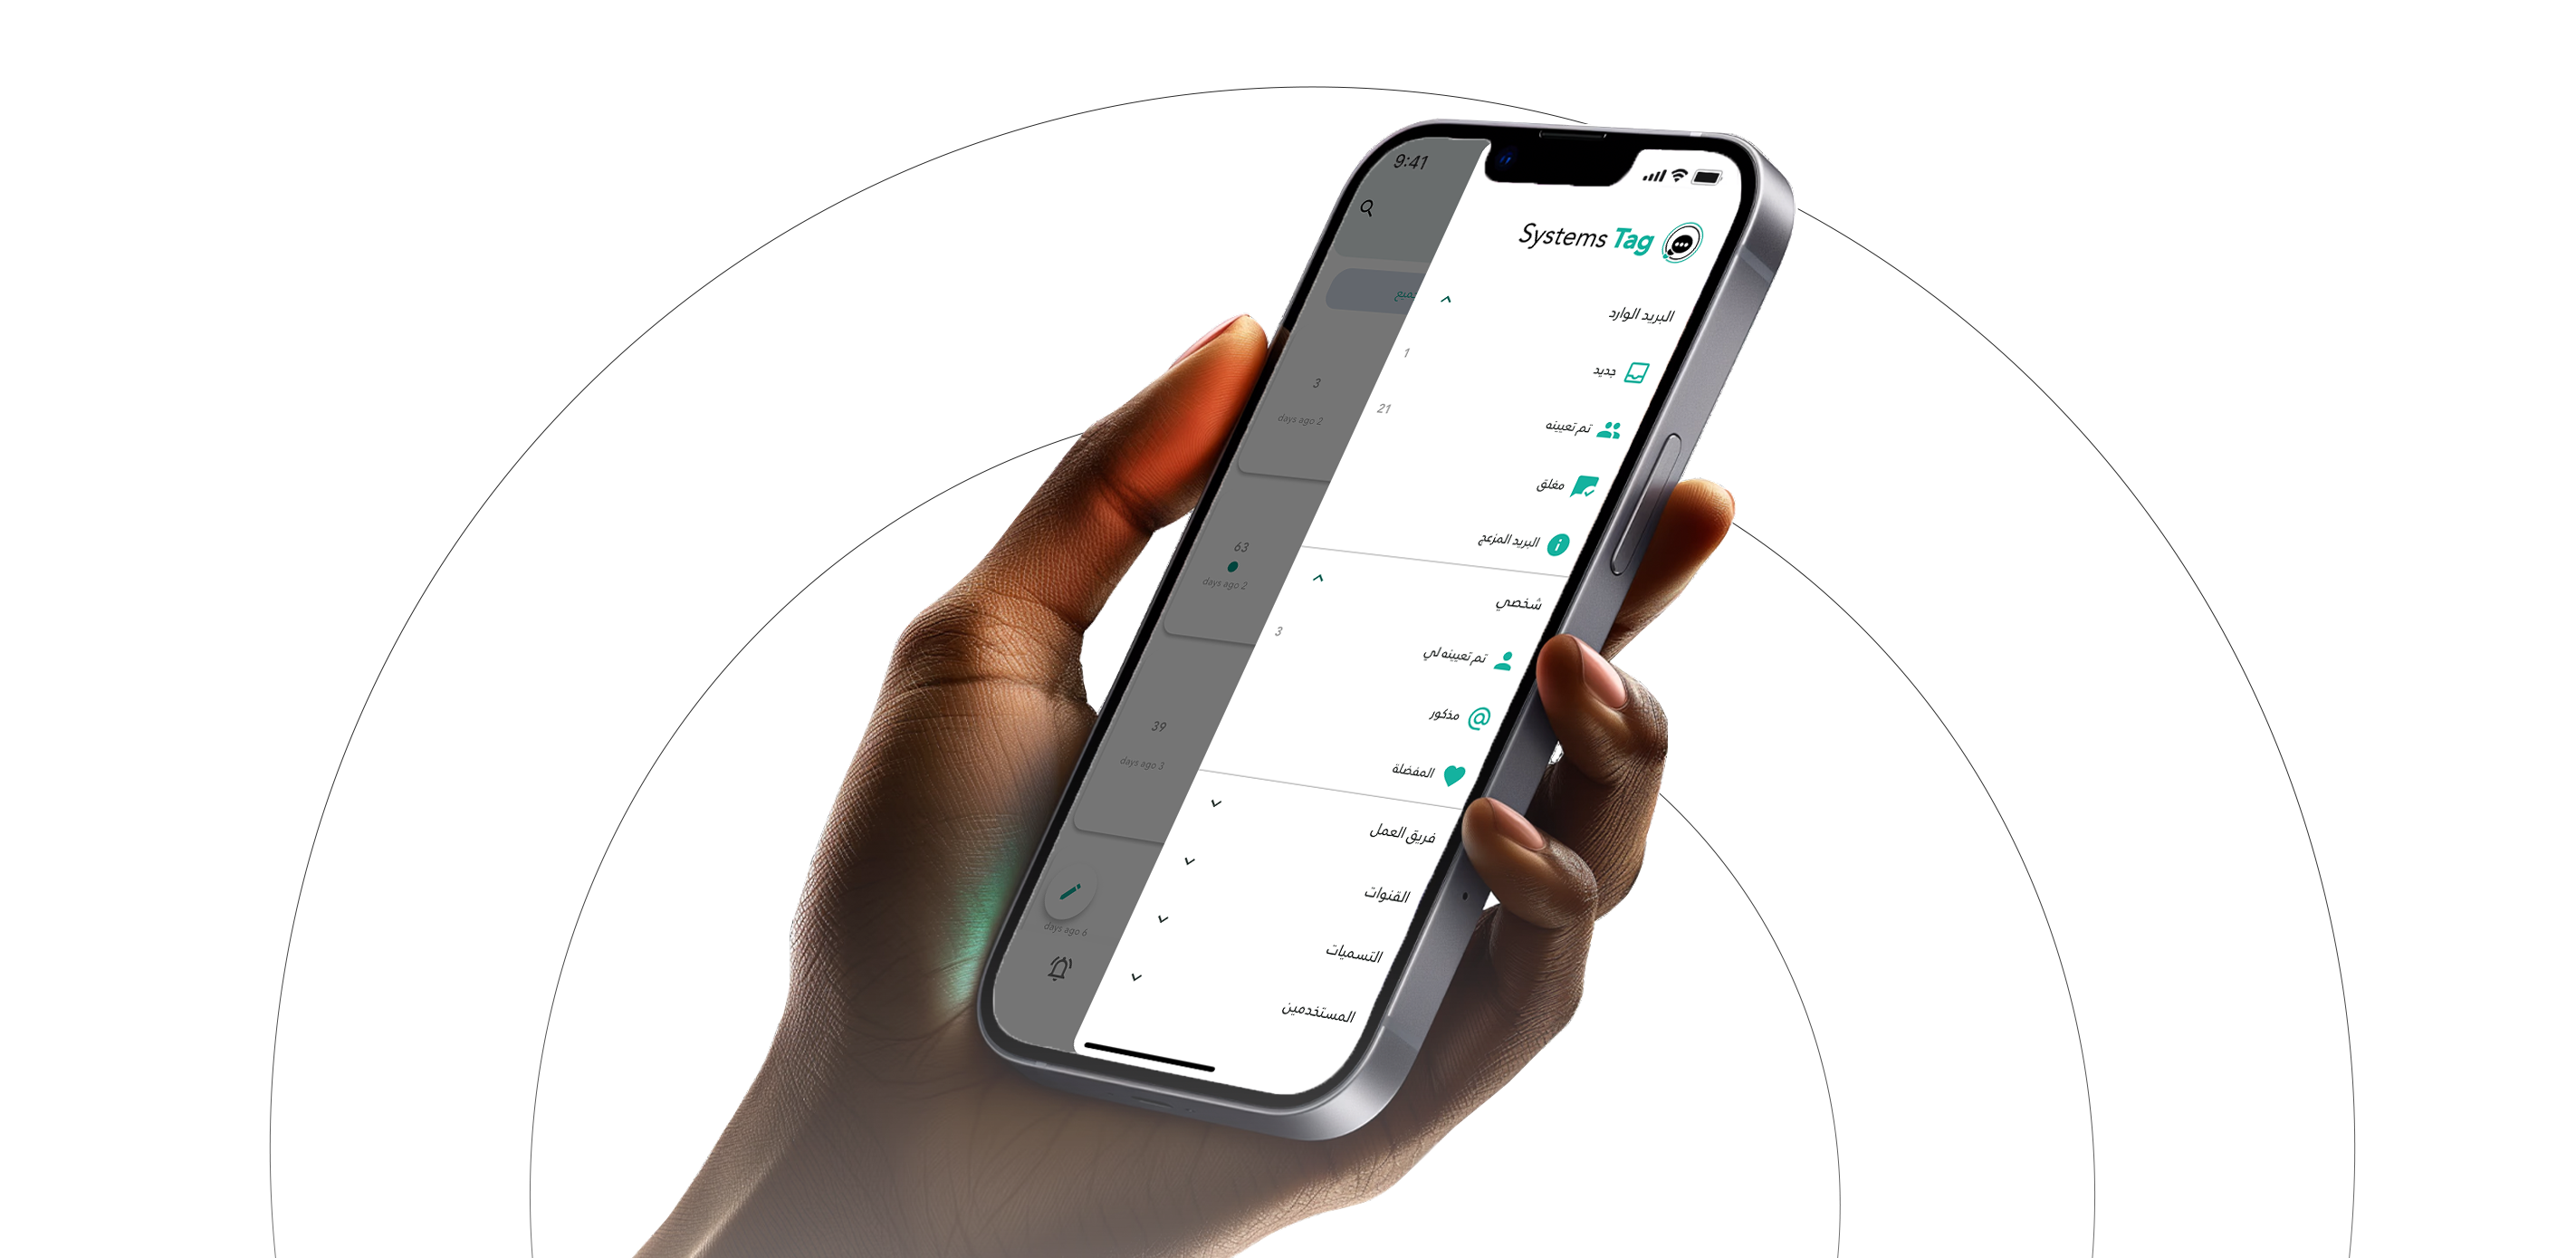 9:41
Systems Tag
البريد الوارد
جديد
1
تم تعيينه
21
مغلق
البريد المزعج
شخصي
تم تعيينه لي
3
مذكور
المفضلة
فريق العمل
القنوات
التسميات
المستخدمين
3
days ago 2
63
days ago 2
39
days ago 3
days ago 6